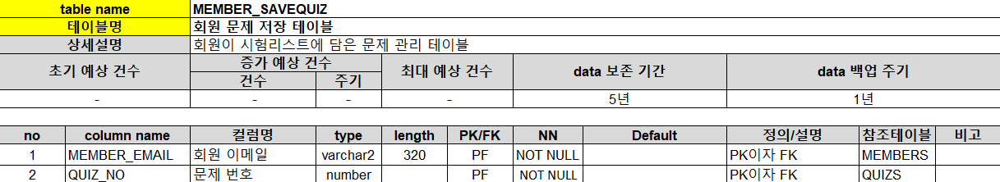 table name MEMBER_SAVEQUIZ
테이블명 회원 문제 저장 테이블
상세설명 회원이 시험리스트에 담은 문제 관리 테이블
초기 예상 건수 증가 예상 건수 최대 예상 건수 data 보존 기간 data 백업 주기
건수 주기
- - - - 5년 1년
no column name 컬럼명 type length PK/FK NN Default 정의/설명 참조테이블 비고
1 MEMBER_EMAIL 회원 이메일 varchar2 320 PF NOT NULL PK이자 FK MEMBERS
2 QUIZ_NO 문제 번호 number PF NOT NULL PK이자 FK QUIZS